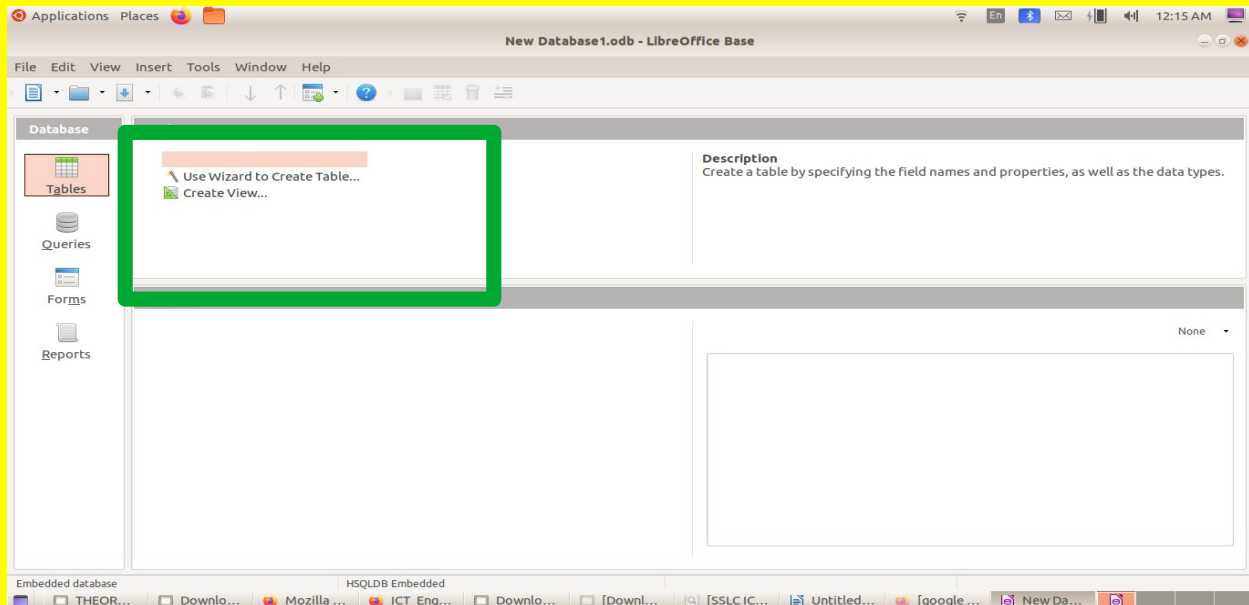 Applications Places En 12:15 AM
New Database1.odb - LibreOffice Base
File Edit View Insert Tools Window Help
Database
Tables
Queries
Forms
Reports
Use Wizard to Create Table...
Create View...
Description
Create a table by specifying the field names and properties, as well as the data types.
None
Embedded database HSQLDB Embedded
THEOR... Downlo... Mozilla ... ICT_Eng... Downlo... [Downl... [SSLC IC... Untitled... [google ... New Da...